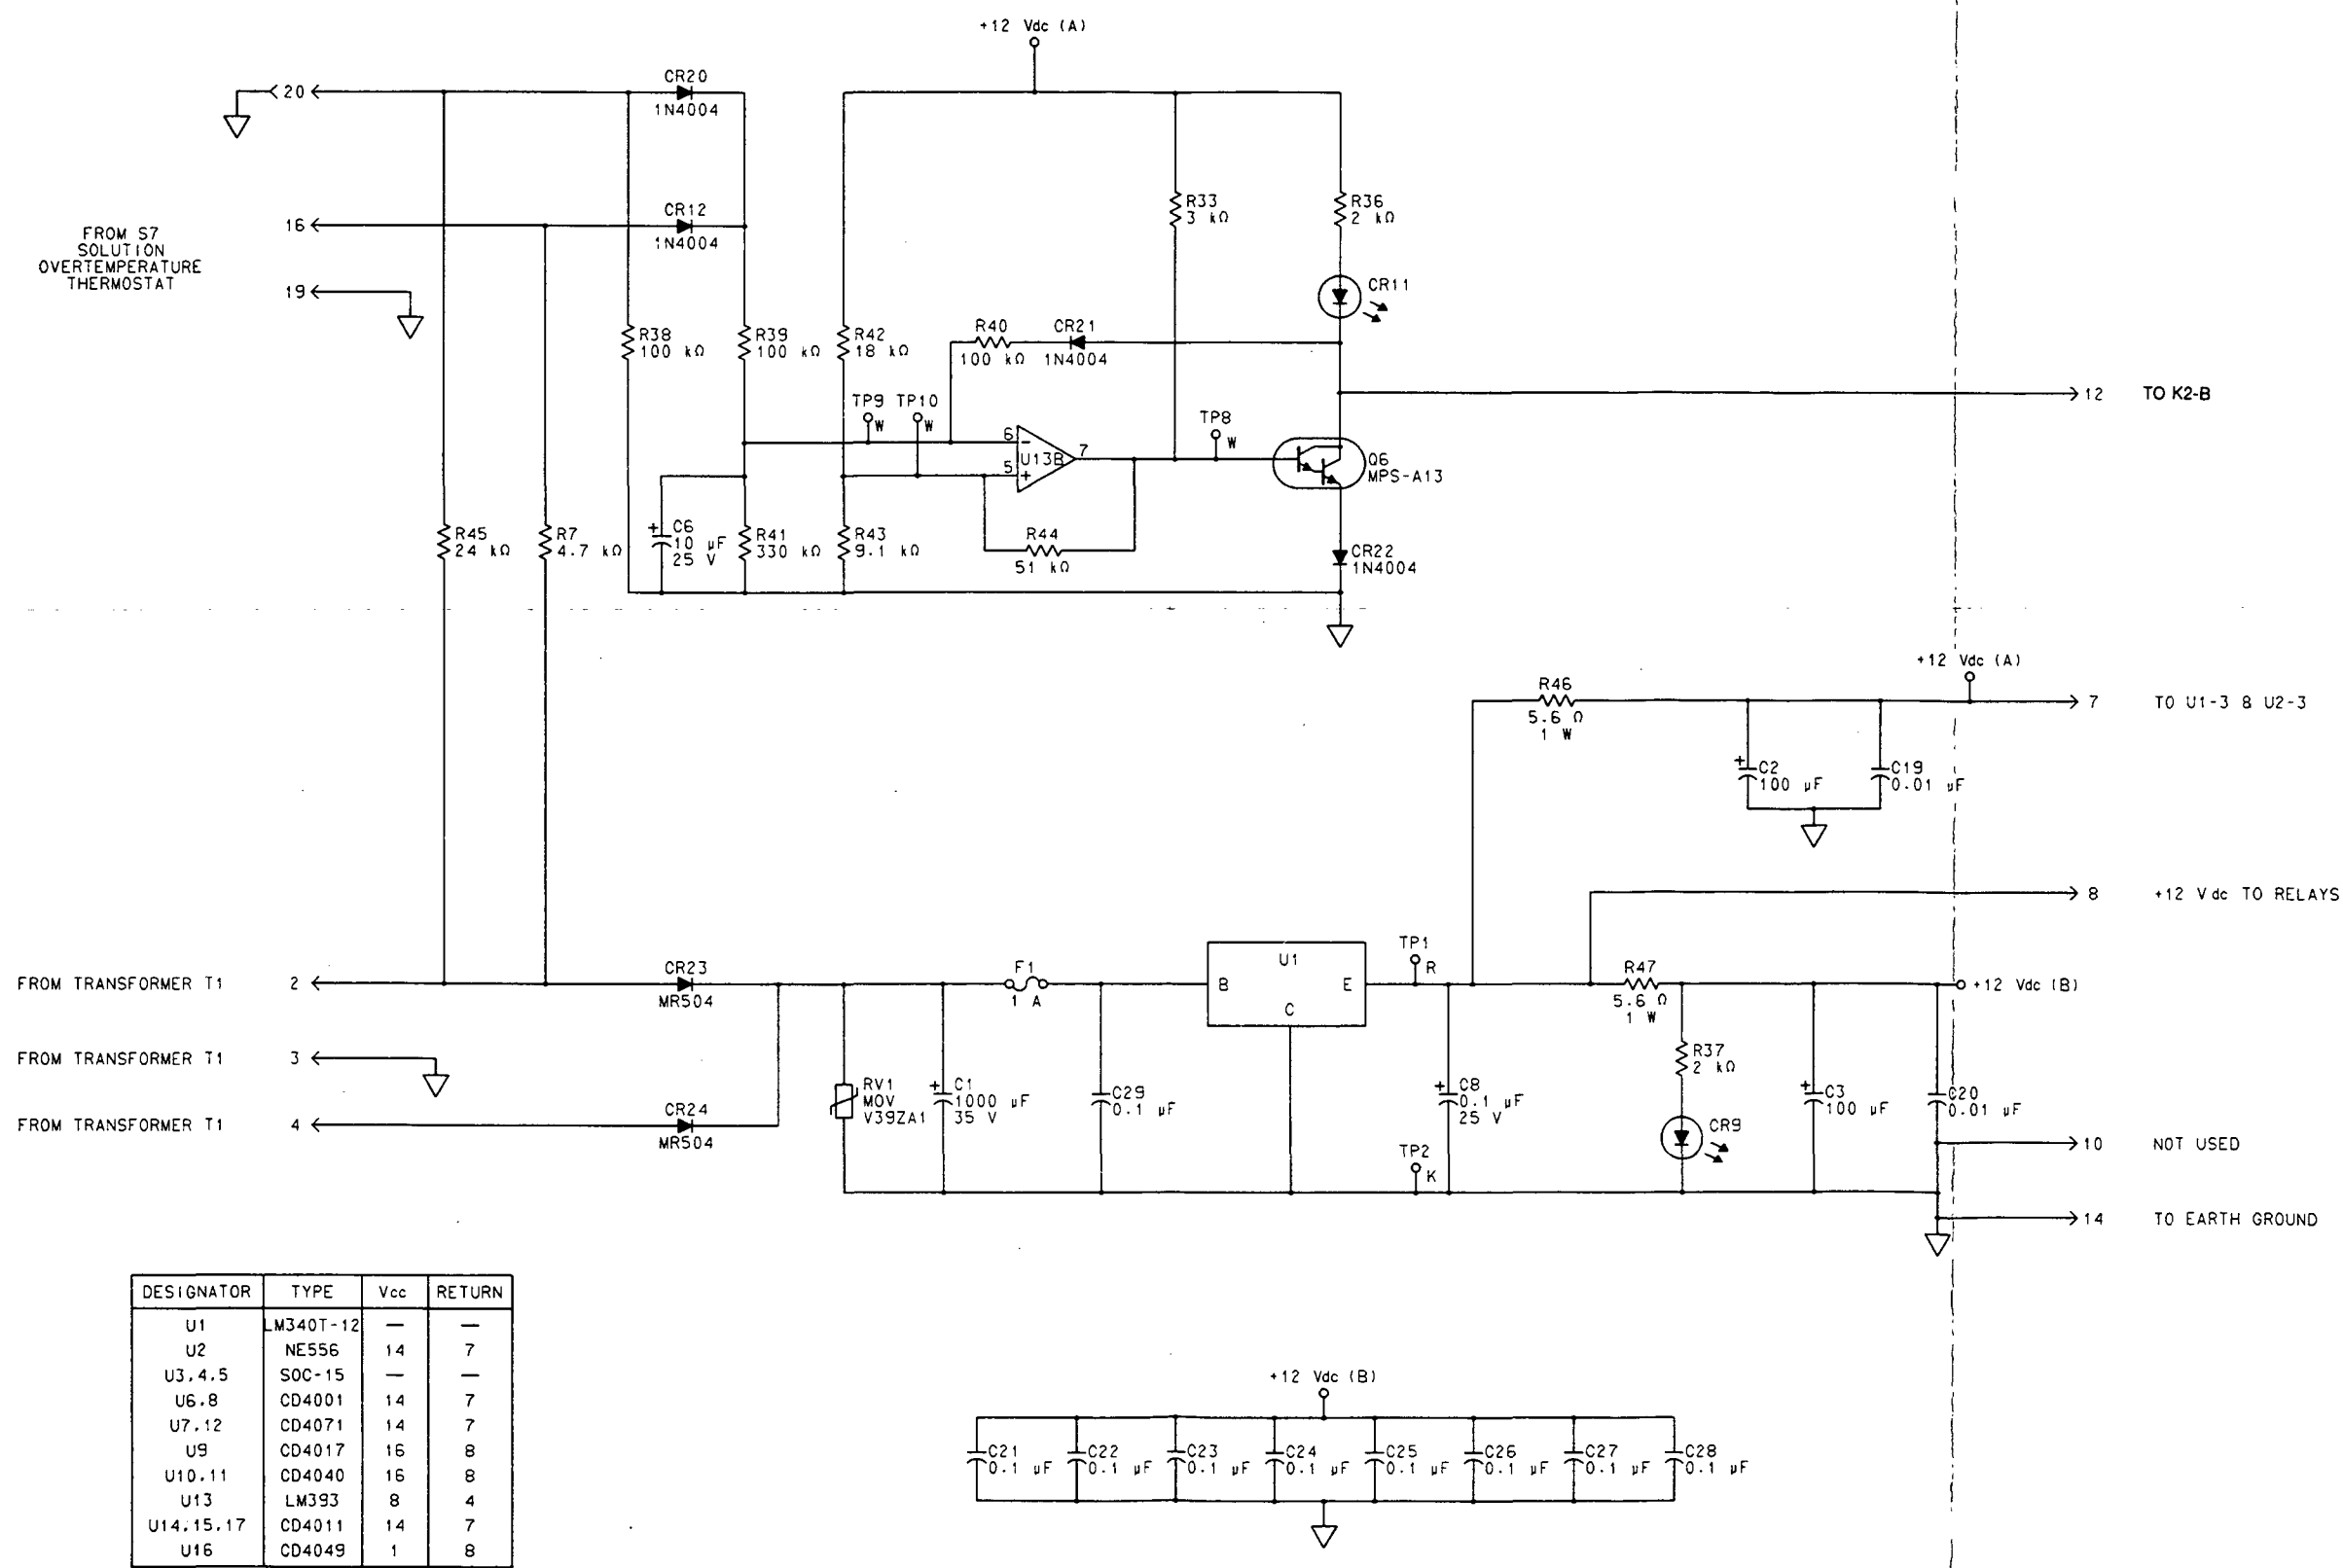 +12 Vdc (A)
CR20
20
1N4004
CR12
16
1N4004
FROM S7
SOLUTION
OVERTEMPERATURE
THERMOSTAT
19
R33
3 kΩ
R36
2 kΩ
CR11
R38
100 kΩ
R39
100 kΩ
R42
18 kΩ
R40
100 kΩ
CR21
1N4004
TP9
W
TP10
W
TP8
W
12
TO K2-B
6
-
U13B
7
5
+
Q6
MPS-A13
R45
24 kΩ
R7
4.7 kΩ
+
C6
10 µF
25 V
R41
330 kΩ
R43
9.1 kΩ
R44
51 kΩ
CR22
1N4004
+12 Vdc (A)
R46
5.6 Ω
1 W
7
TO U1-3 & U2-3
+
C2
100 µF
C19
0.01 µF
8
+12 Vdc TO RELAYS
FROM TRANSFORMER T1
2
CR23
MR504
F1
1 A
U1
B
E
C
TP1
R
R47
5.6 Ω
1 W
+12 Vdc (B)
FROM TRANSFORMER T1
3
FROM TRANSFORMER T1
4
CR24
MR504
RV1
MOV
V39ZA1
+
C1
1000 µF
35 V
C29
0.1 µF
+
C8
0.1 µF
25 V
TP2
K
R37
2 kΩ
CR9
+
C3
100 µF
C20
0.01 µF
10
NOT USED
14
TO EARTH GROUND
DESIGNATOR TYPE Vcc RETURN
U1 LM340T-12 — —
U2 NE556 14 7
U3,4,5 SOC-15 — —
U6,8 CD4001 14 7
U7,12 CD4071 14 7
U9 CD4017 16 8
U10,11 CD4040 16 8
U13 LM393 8 4
U14,15,17 CD4011 14 7
U16 CD4049 1 8
+12 Vdc (B)
C21
0.1 µF
C22
0.1 µF
C23
0.1 µF
C24
0.1 µF
C25
0.1 µF
C26
0.1 µF
C27
0.1 µF
C28
0.1 µF